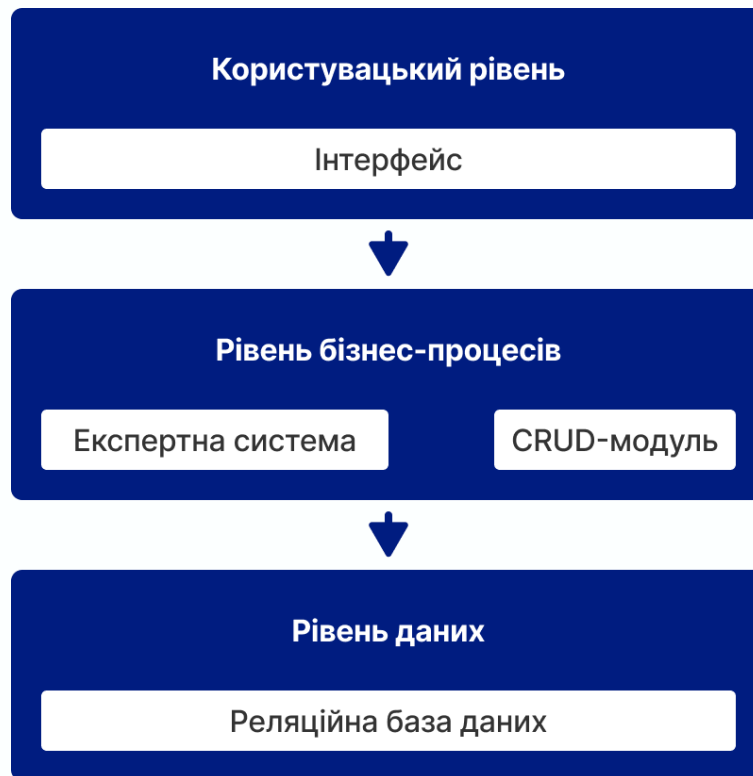 Користувацький рівень
Інтерфейс
Рівень бізнес-процесів
Експертна система
CRUD-модуль
Рівень даних
Реляційна база даних